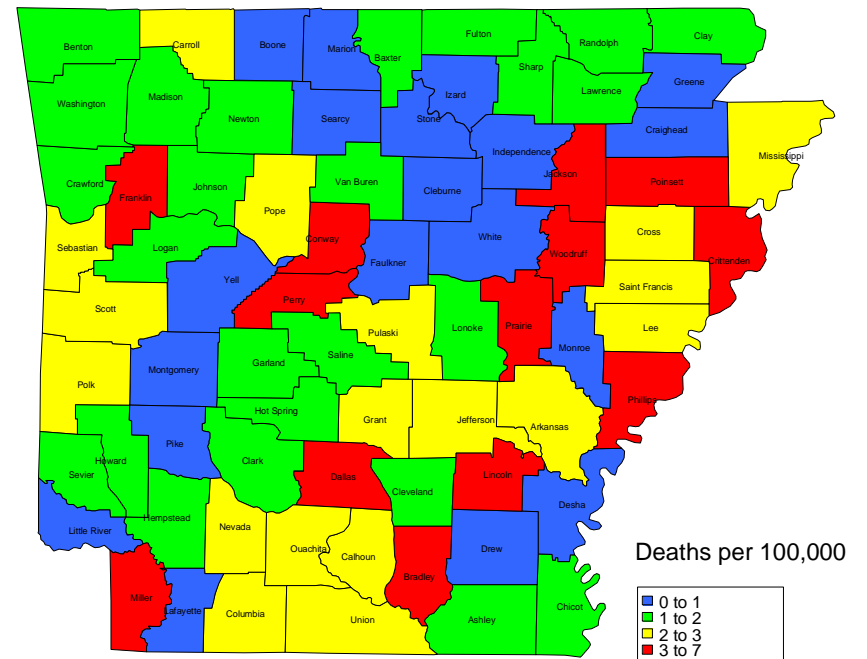 Benton
Carroll
Boone
Marion
Baxter
Fulton
Randolph
Clay
Sharp
Washington
Madison
Newton
Searcy
Stone
Izard
Lawrence
Greene
Craighead
Mississippi
Independence
Jackson
Poinsett
Crawford
Franklin
Johnson
Pope
Van Buren
Cleburne
Sebastian
Logan
Conway
White
Woodruff
Cross
Crittenden
Faulkner
Yell
Saint Francis
Scott
Perry
Pulaski
Lonoke
Prairie
Lee
Monroe
Saline
Garland
Montgomery
Polk
Phillips
Hot Spring
Grant
Jefferson
Arkansas
Pike
Howard
Sevier
Clark
Dallas
Cleveland
Lincoln
Desha
Little River
Hempstead
Nevada
Ouachita
Calhoun
Drew
Bradley
Miller
Lafayette
Columbia
Union
Ashley
Chicot
Deaths per 100,000
0 to 1
1 to 2
2 to 3
3 to 7